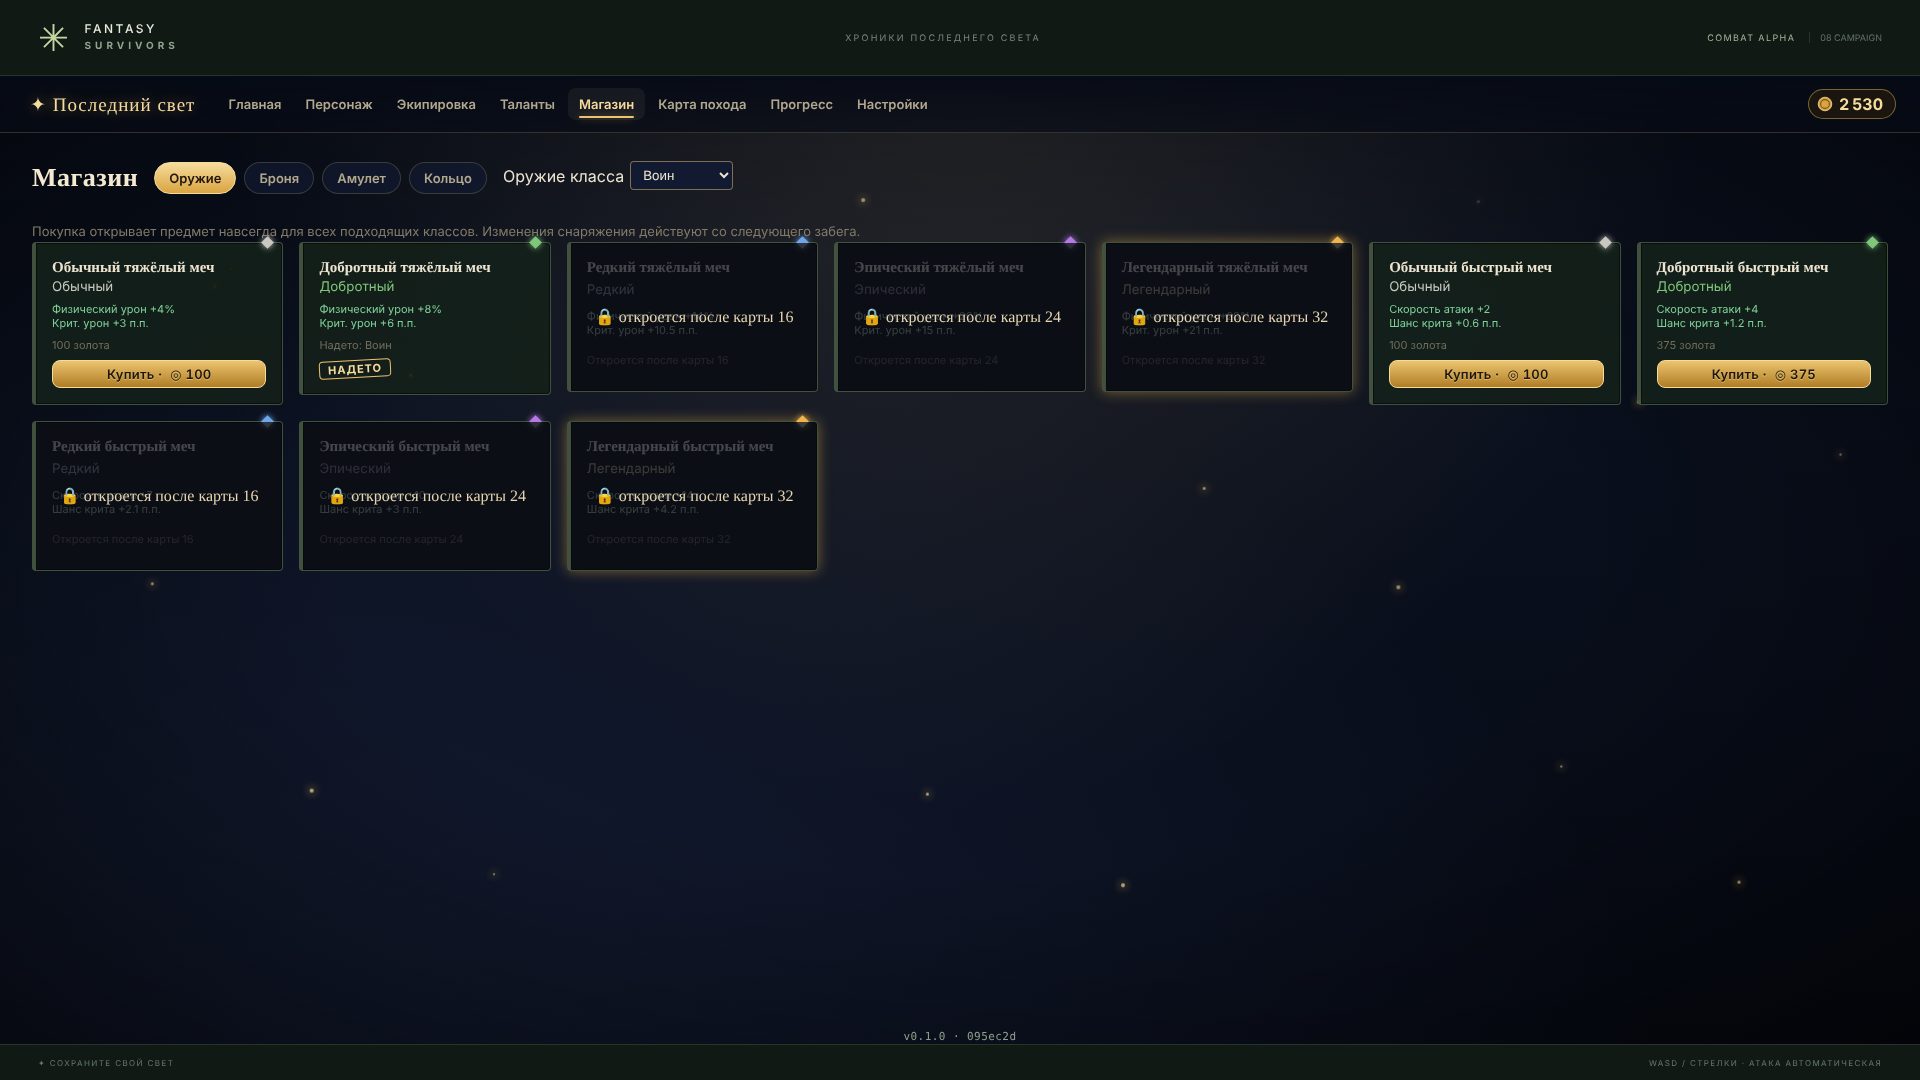 FANTASY
SURVIVORS
ХРОНИКИ ПОСЛЕДНЕГО СВЕТА
COMBAT ALPHA
08 CAMPAIGN
✦ Последний свет
Главная
Персонаж
Экипировка
Таланты
Магазин
Карта похода
Прогресс
Настройки
2 530
Магазин
Оружие
Броня
Амулет
Кольцо
Оружие класса
Воин
Покупка открывает предмет навсегда для всех подходящих классов. Изменения снаряжения действуют со следующего забега.
Обычный тяжёлый меч
Обычный
Физический урон +4%
Крит. урон +3 п.п.
100 золота
Купить · ◎ 100
Добротный тяжёлый меч
Добротный
Физический урон +8%
Крит. урон +6 п.п.
Надето: Воин
НАДЕТО
Редкий тяжёлый меч
Редкий
🔒 откроется после карты 16
Крит. урон +10.5 п.п.
Откроется после карты 16
Эпический тяжёлый меч
Эпический
🔒 откроется после карты 24
Крит. урон +15 п.п.
Откроется после карты 24
Легендарный тяжёлый меч
Легендарный
🔒 откроется после карты 32
Крит. урон +21 п.п.
Откроется после карты 32
Обычный быстрый меч
Обычный
Скорость атаки +2
Шанс крита +0.6 п.п.
100 золота
Купить · ◎ 100
Добротный быстрый меч
Добротный
Скорость атаки +4
Шанс крита +1.2 п.п.
375 золота
Купить · ◎ 375
Редкий быстрый меч
Редкий
🔒 откроется после карты 16
Шанс крита +2.1 п.п.
Откроется после карты 16
Эпический быстрый меч
Эпический
🔒 откроется после карты 24
Шанс крита +3 п.п.
Откроется после карты 24
Легендарный быстрый меч
Легендарный
🔒 откроется после карты 32
Шанс крита +4.2 п.п.
Откроется после карты 32
v0.1.0 · 095ec2d
✦ СОХРАНИТЕ СВОЙ СВЕТ
WASD / СТРЕЛКИ · АТАКА АВТОМАТИЧЕСКАЯ